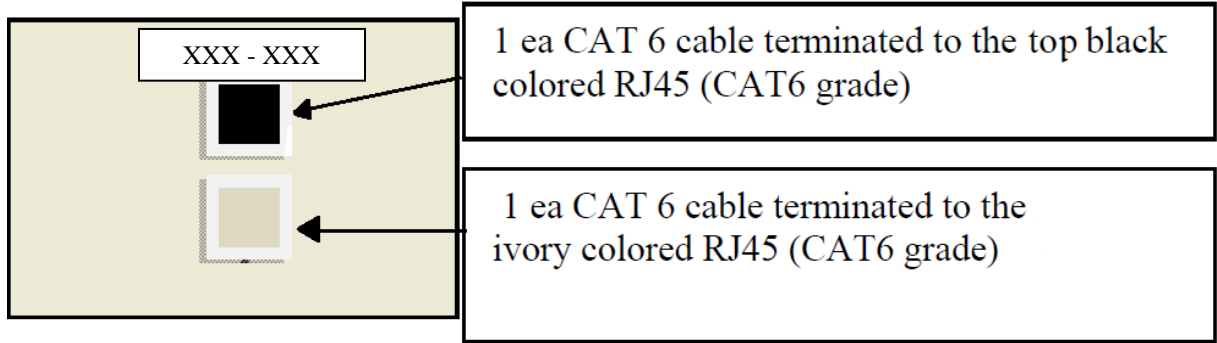 XXX - XXX
1 ea CAT 6 cable terminated to the top black
colored RJ45 (CAT6 grade)
1 ea CAT 6 cable terminated to the
ivory colored RJ45 (CAT6 grade)